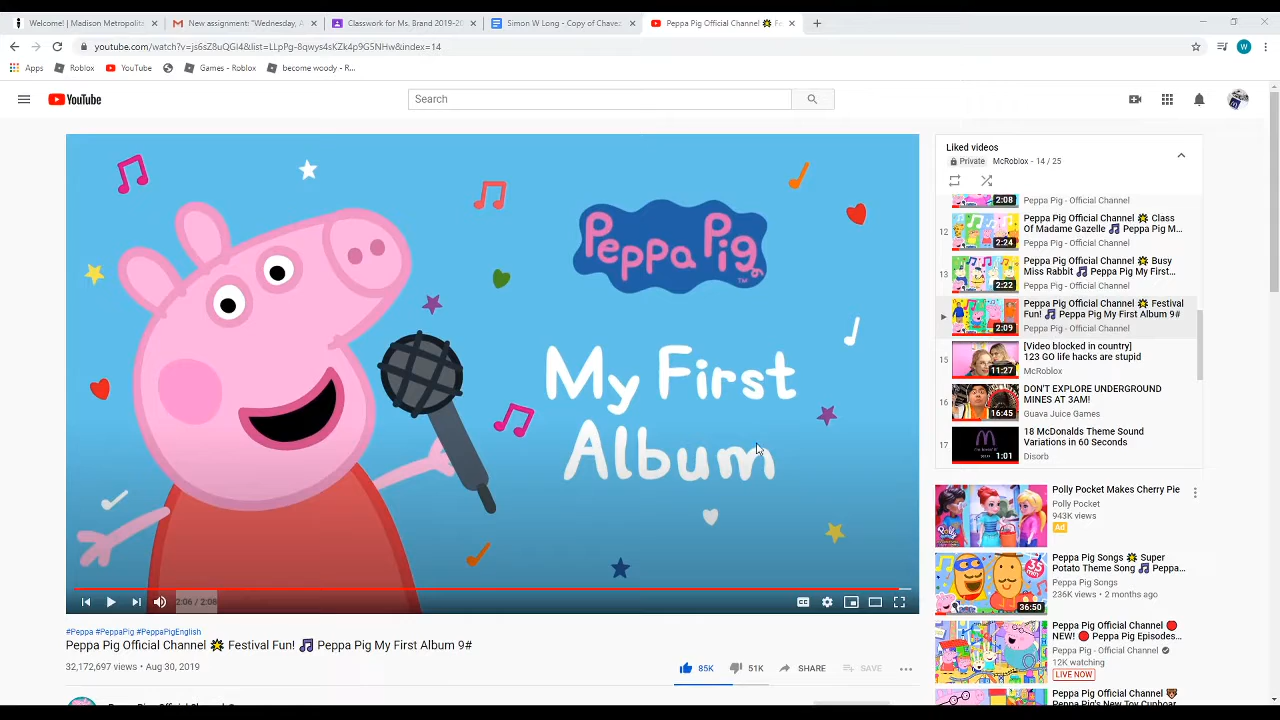 Welcome! | Madison Metropolit
New assignment: "Wednesday, A
Classwork for Ms. Brand 2019-20
Simon W Long - Copy of Chavez
Peppa Pig Official Channel 🌟 Fe
youtube.com/watch?v=js6sZ8uQGI4&list=LLpPg-8qwys4sKZk4p9G5NHw&index=14
W
Apps
Roblox
YouTube
Games - Roblox
become woody - R...
YouTube
Search
Peppa Pig
TM
My First
Album
2:06 / 2:08
CC
#Peppa #PeppaPig #PeppaPigEnglish
Peppa Pig Official Channel 🌟 Festival Fun! 🎵 Peppa Pig My First Album 9#
32,172,697 views • Aug 30, 2019
85K
51K
SHARE
SAVE
Liked videos
Private McRoblox - 14 / 25
2:08
Peppa Pig - Official Channel
12
2:24
Peppa Pig Official Channel 🌟 Class
Of Madame Gazelle 🎵 Peppa Pig M...
Peppa Pig - Official Channel
13
2:22
Peppa Pig Official Channel 🌟 Busy
Miss Rabbit 🎵 Peppa Pig My First...
Peppa Pig - Official Channel
2:09
Peppa Pig Official Channel 🌟 Festival
Fun! 🎵 Peppa Pig My First Album 9#
Peppa Pig - Official Channel
15
11:27
[Video blocked in country]
123 GO life hacks are stupid
McRoblox
16
16:45
DON'T EXPLORE UNDERGROUND
MINES AT 3AM!
Guava Juice Games
17
1:01
18 McDonalds Theme Sound
Variations in 60 Seconds
Disorb
Polly Pocket Makes Cherry Pie
Polly Pocket
943K views
Ad
35
36:50
Peppa Pig Songs 🌟 Super
Potato Theme Song 🎵 Peppa...
Peppa Pig Songs
236K views • 2 months ago
Peppa Pig Official Channel 🔴
NEW! 🔴 Peppa Pig Episodes...
Peppa Pig - Official Channel
12K watching
LIVE NOW
Peppa Pig Official Channel 🐻
Peppa Pig's New Toy Cupboar